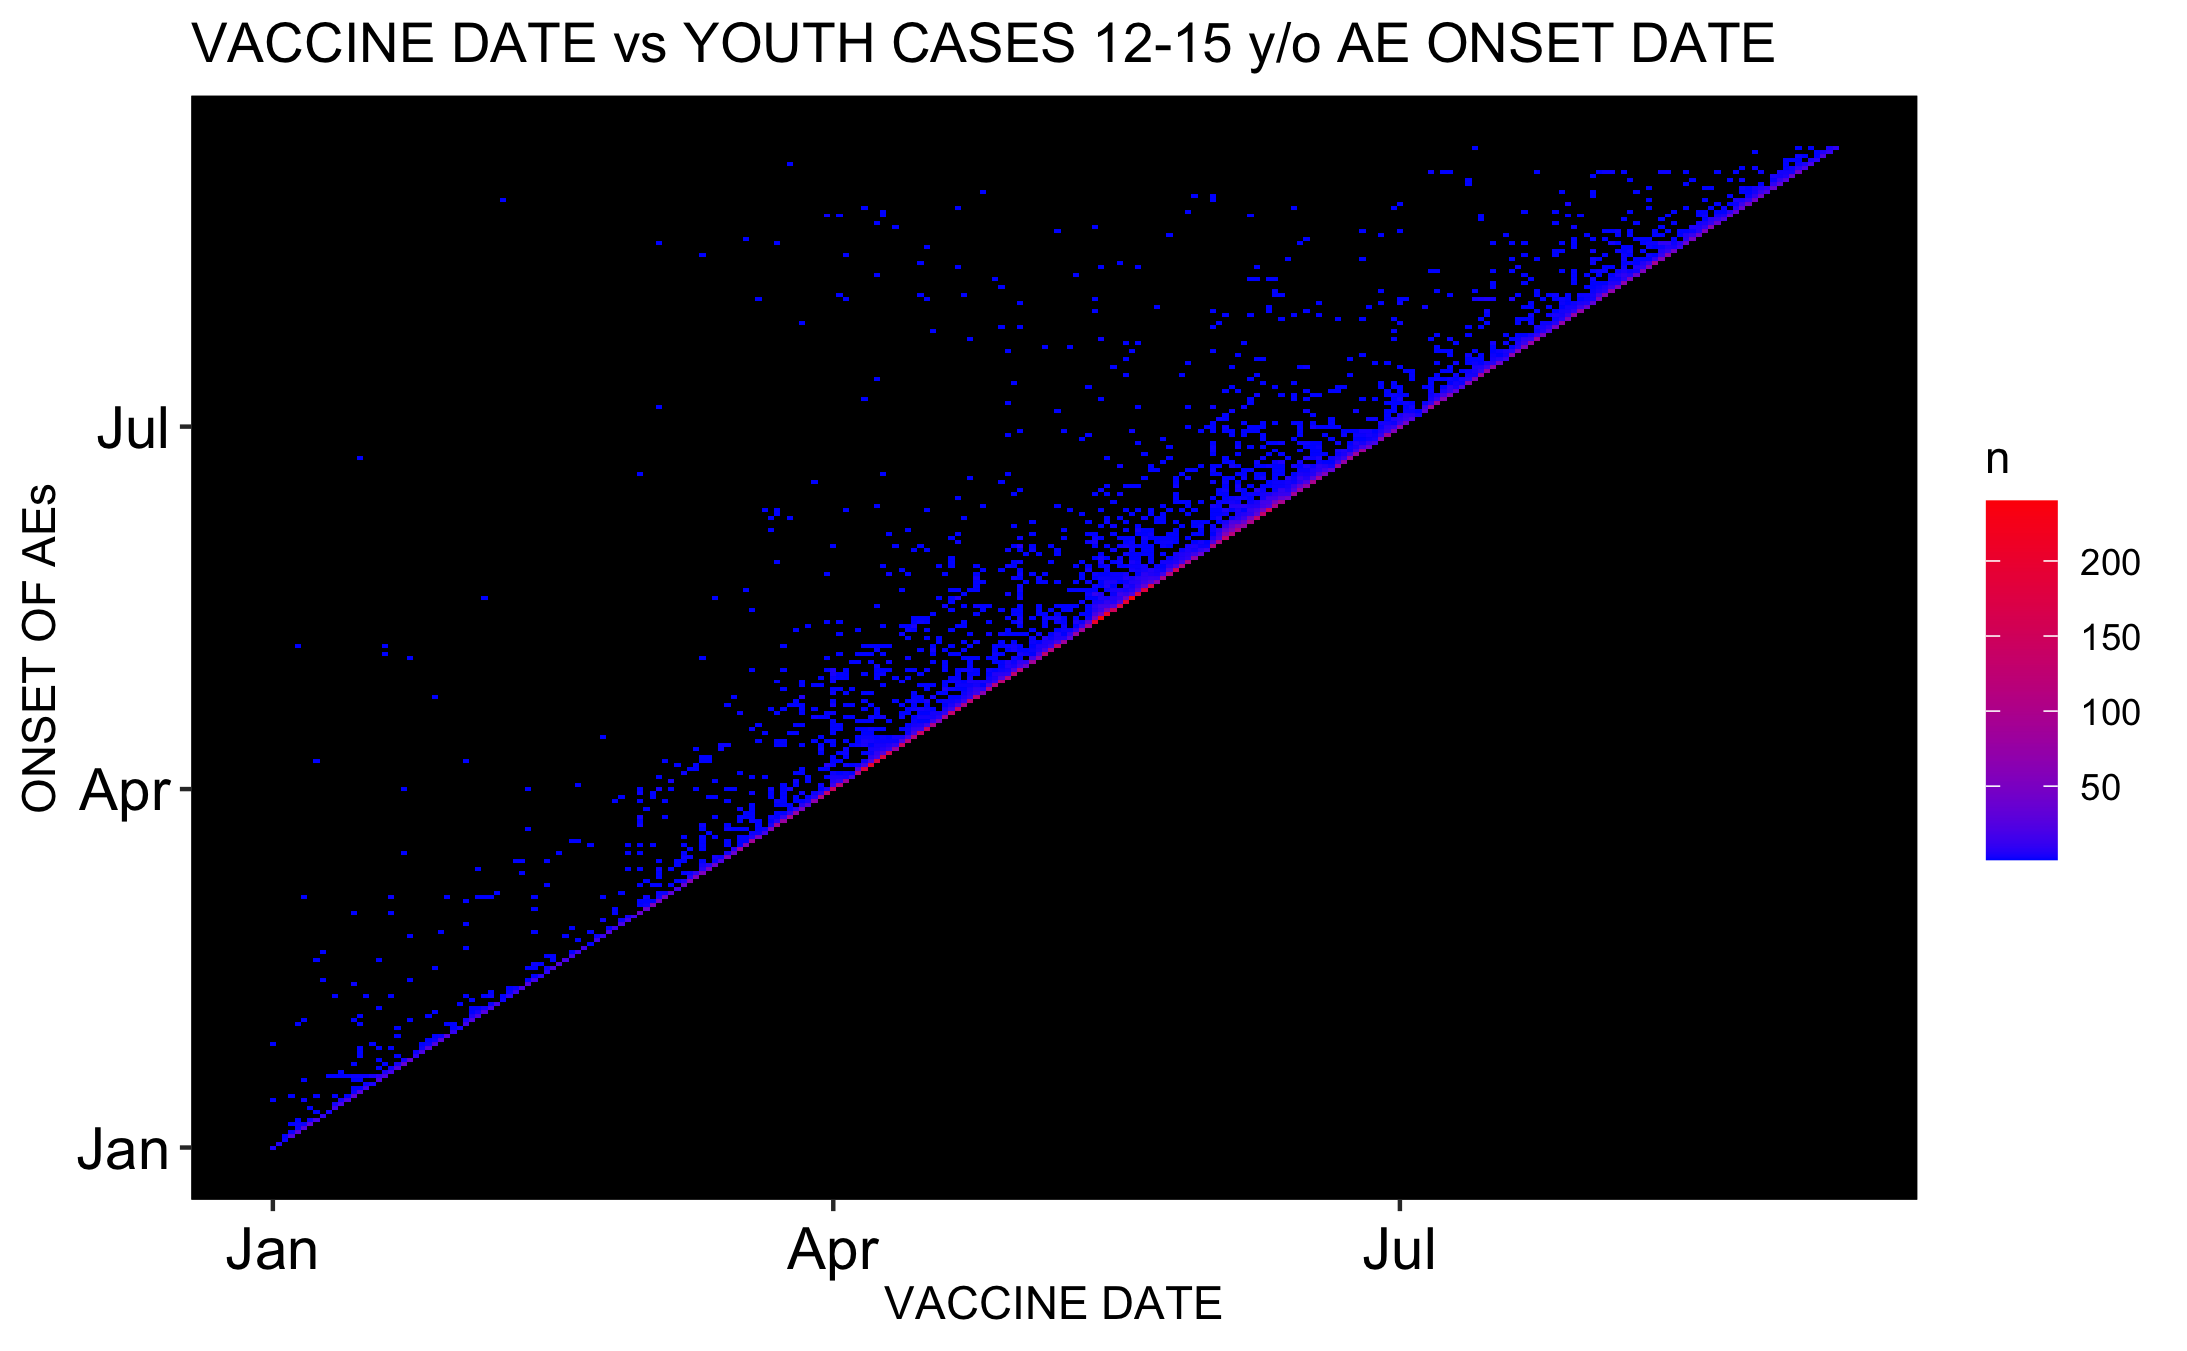 VACCINE DATE vs YOUTH CASES 12-15 y/o AE ONSET DATE
ONSET OF AEs
Jul
Apr
Jan
Jan
Apr
Jul
VACCINE DATE
n
200
150
100
50